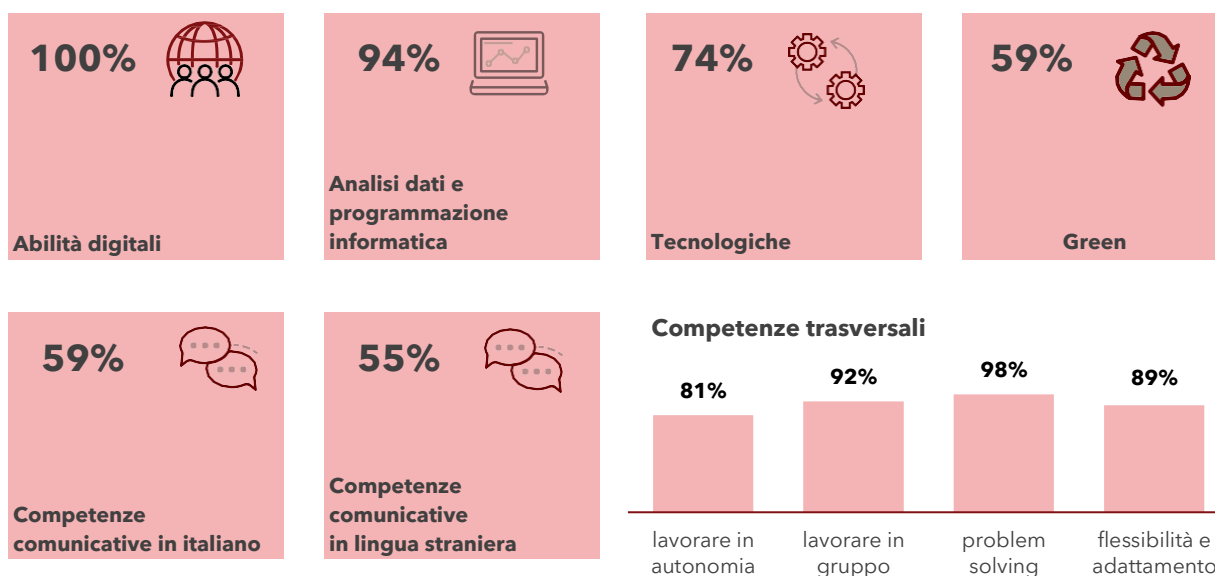 100%
Abilità digitali
94%
Analisi dati e
programmazione
informatica
74%
Tecnologiche
59%
Green
59%
Competenze
comunicative in italiano
55%
Competenze
comunicative
in lingua straniera
Competenze trasversali
81%
92%
98%
89%
lavorare in
autonomia
lavorare in
gruppo
problem
solving
flessibilità e
adattamento